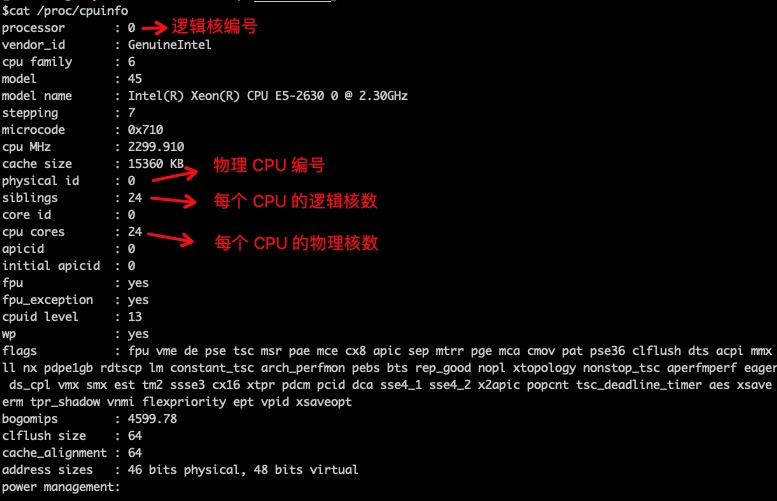 $cat /proc/cpuinfo
processor : 0 逻辑核编号
vendor_id : GenuineIntel
cpu family : 6
model : 45
model name : Intel(R) Xeon(R) CPU E5-2630 0 @ 2.30GHz
stepping : 7
microcode : 0x710
cpu MHz : 2299.910
cache size : 15360 KB
物理 CPU 编号
physical id : 0
siblings : 24 每个 CPU 的逻辑核数
core id : 0
cpu cores : 24 每个 CPU 的物理核数
apicid : 0
initial apicid : 0
fpu : yes
fpu_exception : yes
cpuid level : 13
wp : yes
flags : fpu vme de pse tsc msr pae mce cx8 apic sep mtrr pge mca cmov pat pse36 clflush dts acpi mmx
ll nx pdpe1gb rdtscp lm constant_tsc arch_perfmon pebs bts rep_good nopl xtopology nonstop_tsc aperfmperf eager
ds_cpl vmx smx est tm2 ssse3 cx16 xtpr pdcm pcid dca sse4_1 sse4_2 x2apic popcnt tsc_deadline_timer aes xsave
erm tpr_shadow vnmi flexpriority ept vpid xsaveopt
bogomips : 4599.78
clflush size : 64
cache_alignment : 64
address sizes : 46 bits physical, 48 bits virtual
power management: